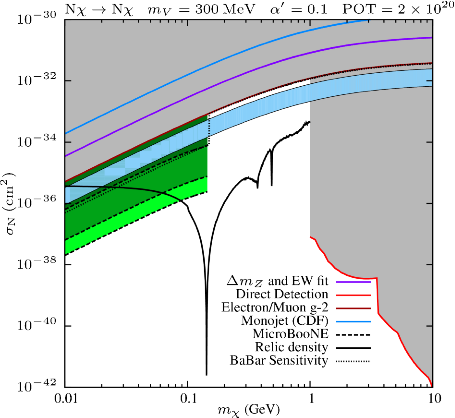 Nχ → Nχ   m_V = 300 MeV   α′ = 0.1   POT = 2 × 10^20
10^−30
10^−32
10^−34
10^−36
10^−38
10^−40
10^−42
σ_N (cm^2)
Δm_Z and EW fit
Direct Detection
Electron/Muon g-2
Monojet (CDF)
MicroBooNE
Relic density
BaBar Sensitivity
0.01 0.1 1 10
m_χ (GeV)